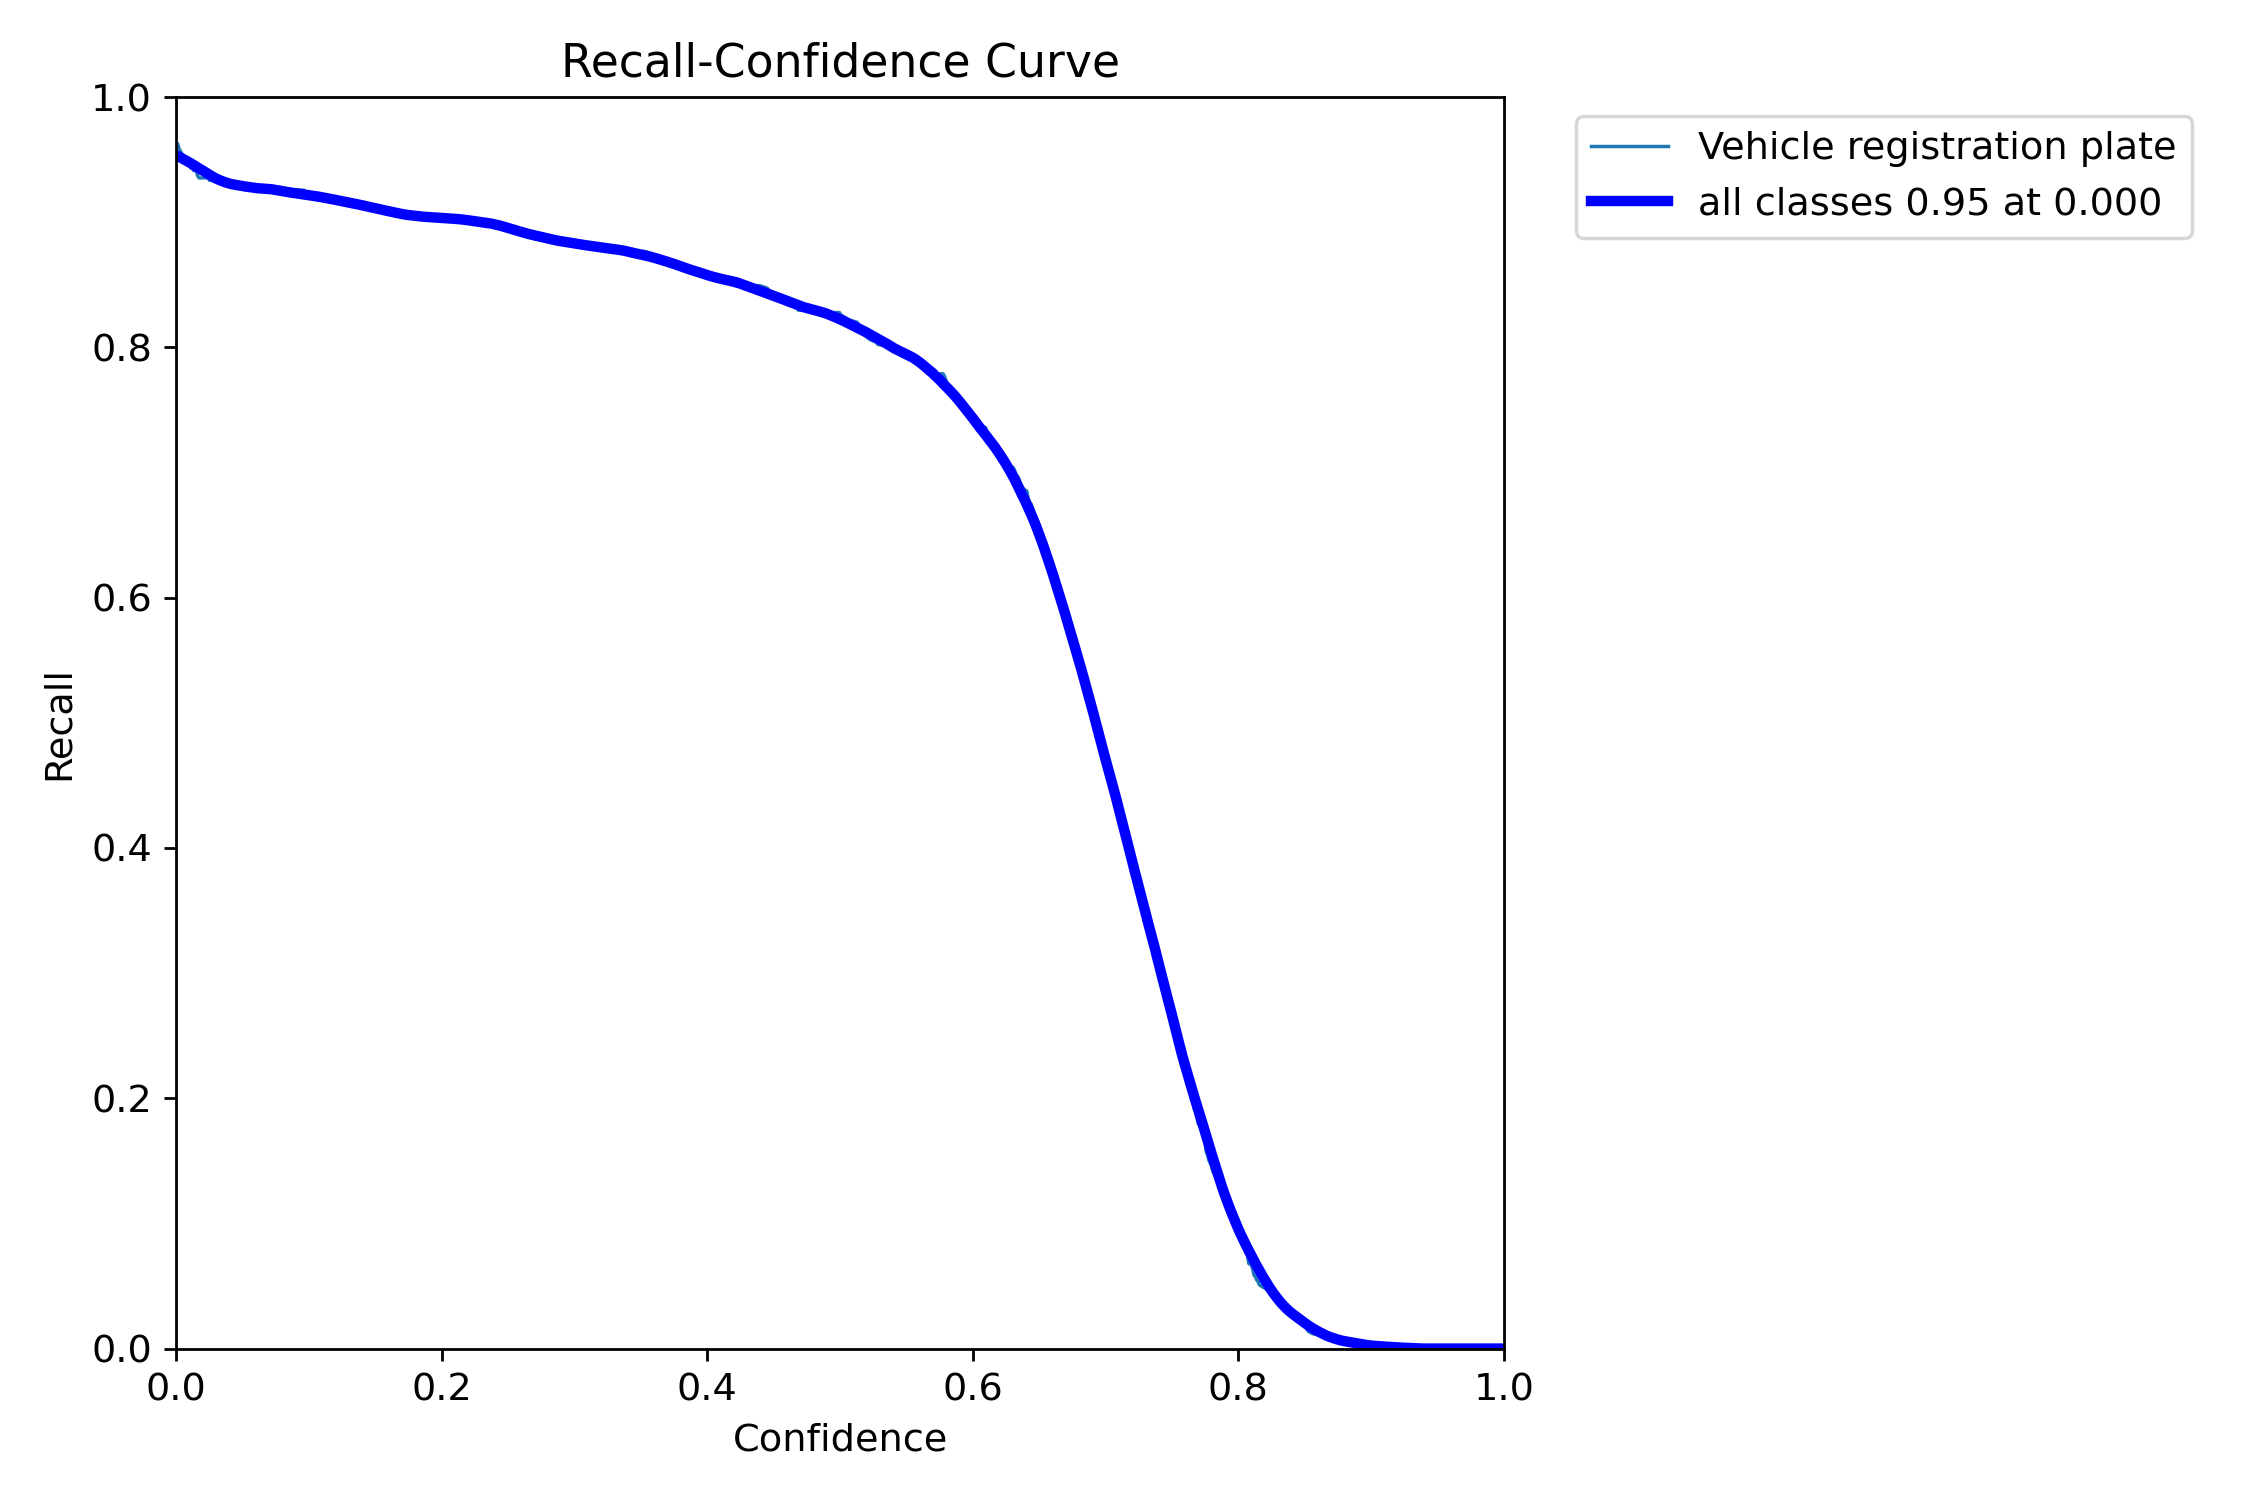 Recall-Confidence Curve
Vehicle registration plate
all classes 0.95 at 0.000
1.0
0.8
0.6
0.4
0.2
0.0
Recall
0.0 0.2 0.4 0.6 0.8 1.0
Confidence